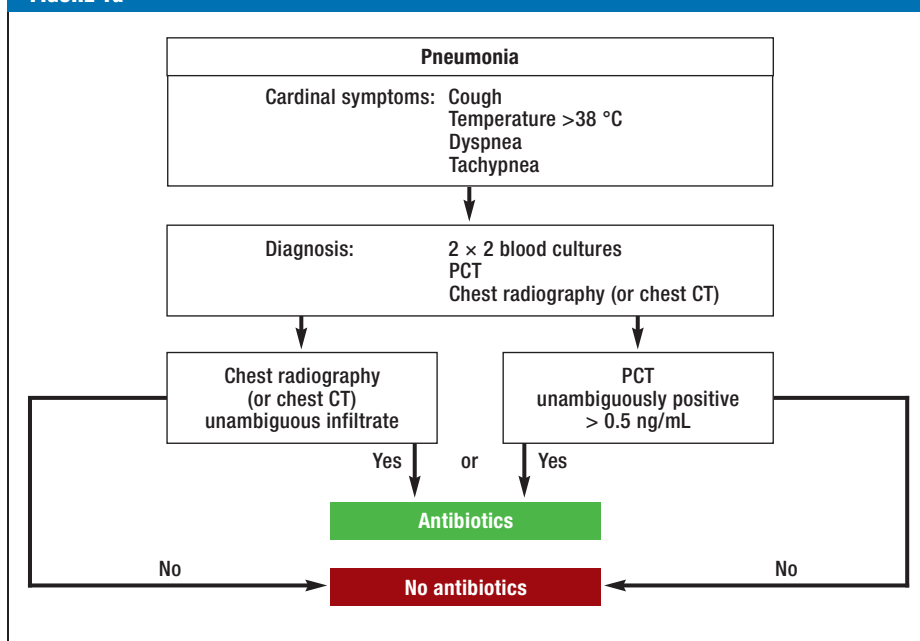 Pneumonia
Cardinal symptoms: Cough
Temperature >38 °C
Dyspnea
Tachypnea
Diagnosis: 2 × 2 blood cultures
PCT
Chest radiography (or chest CT)
Chest radiography
(or chest CT)
unambiguous infiltrate
PCT
unambiguously positive
> 0.5 ng/mL
Yes or Yes
Antibiotics
No No
No antibiotics